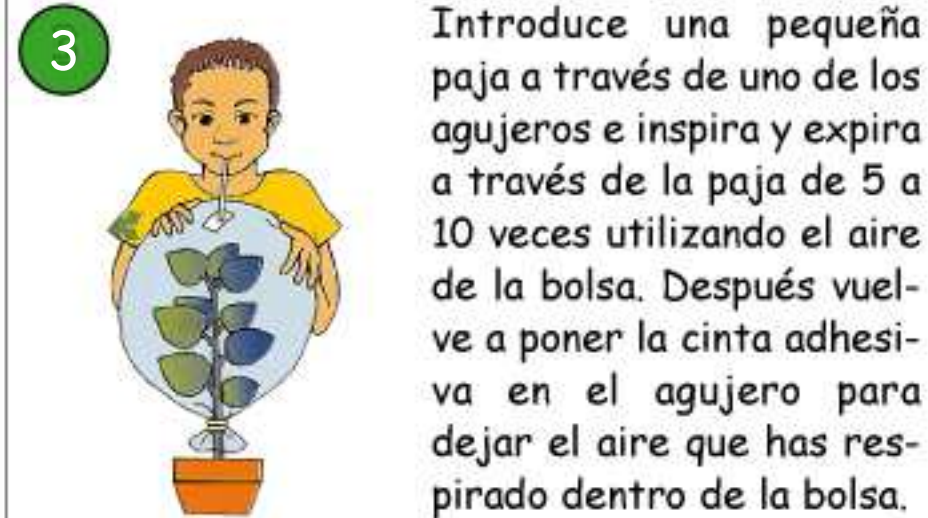 3
Introduce una pequeña
paja a través de uno de los
agujeros e inspira y expira
a través de la paja de 5 a
10 veces utilizando el aire
de la bolsa. Después vuel-
ve a poner la cinta adhesi-
va en el agujero para
dejar el aire que has res-
pirado dentro de la bolsa.